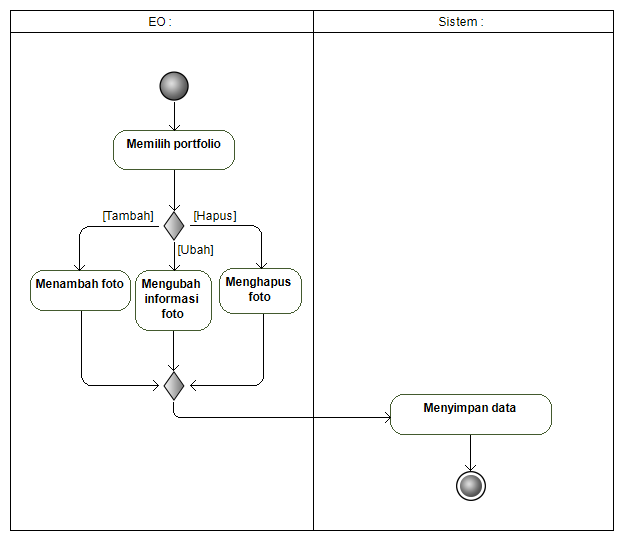 EO :
Sistem :
Memilih portfolio
[Tambah]
[Hapus]
[Ubah]
Menambah foto
Mengubah
informasi
foto
Menghapus
foto
Menyimpan data